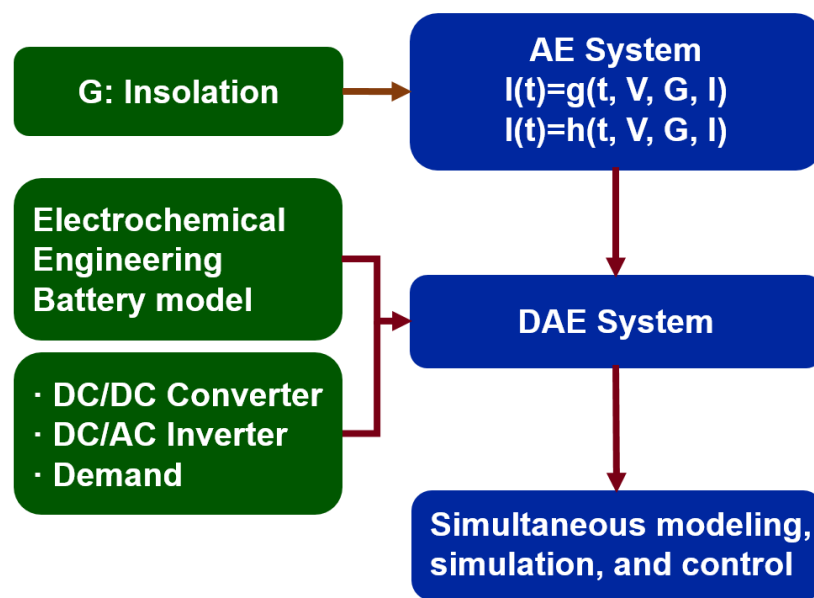 G: Insolation
AE System
I(t)=g(t, V, G, I)
I(t)=h(t, V, G, I)
Electrochemical
Engineering
Battery model
DAE System
· DC/DC Converter
· DC/AC Inverter
· Demand
Simultaneous modeling,
simulation, and control